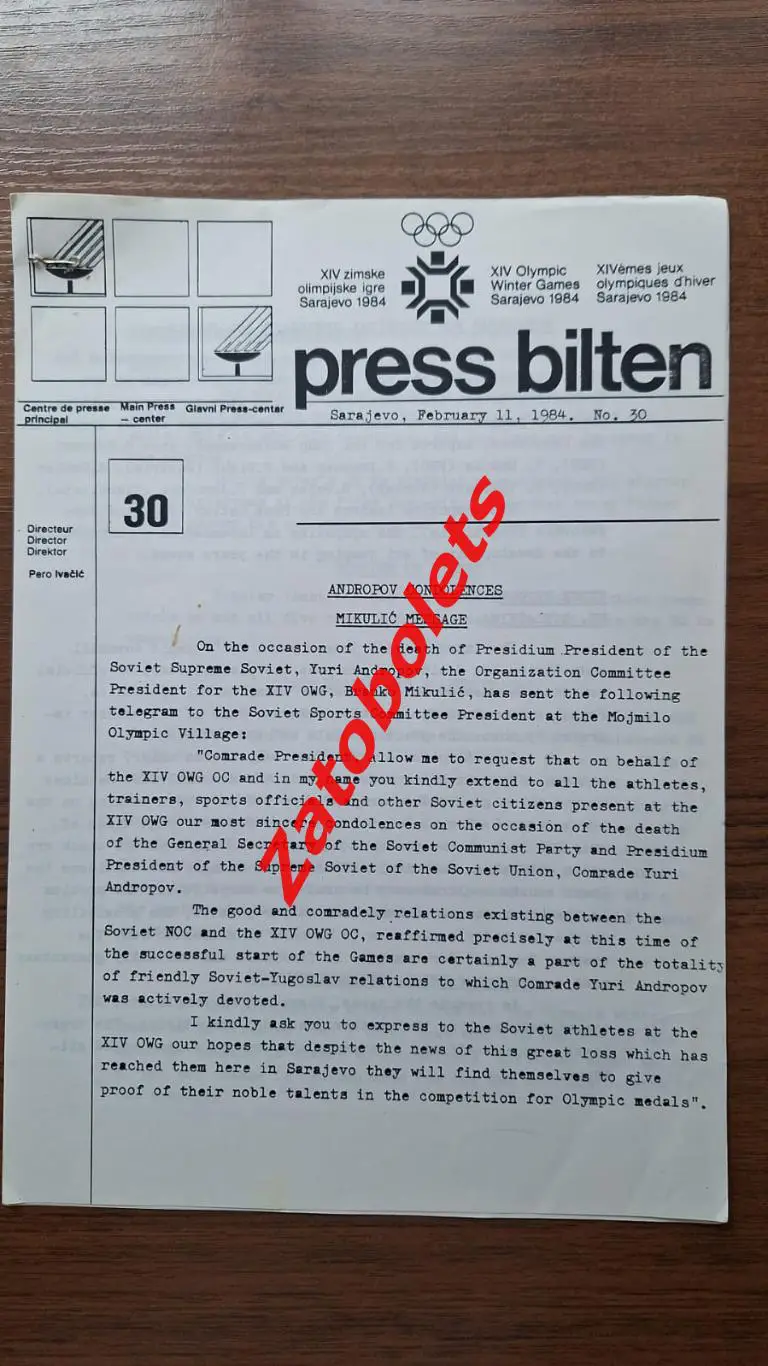 XIV zimske
olimpijske igre
Sarajevo 1984
XIV Olympic
Winter Games
Sarajevo 1984
XIVèmes jeux
olympiques d'hiver
Sarajevo 1984
press bilten
Centre de presse
principal
Main Press
- center
Glavni Press-centar
Sarajevo, February 11, 1984. No. 30
30
Directeur
Director
Direktor
Pero Ivačić
ANDROPOV CONDOLENCES
MIKULIĆ MESSAGE
On the occasion of the death of Presidium President of the
Soviet Supreme Soviet, Yuri Andropov, the Organization Committee
President for the XIV OWG, Branko Mikulić, has sent the following
telegram to the Soviet Sports Committee President at the Mojmilo
Olympic Village:
"Comrade President, allow me to request that on behalf of
the XIV OWG OC and in my name you kindly extend to all the athletes,
trainers, sports officials and other Soviet citizens present at the
XIV OWG our most sincere condolences on the occasion of the death
of the General Secretary of the Soviet Communist Party and Presidium
President of the Supreme Soviet of the Soviet Union, Comrade Yuri
Andropov.
The good and comradely relations existing between the
Soviet NOC and the XIV OWG OC, reaffirmed precisely at this time of
the successful start of the Games are certainly a part of the totality
of friendly Soviet-Yugoslav relations to which Comrade Yuri Andropov
was actively devoted.
I kindly ask you to express to the Soviet athletes at the
XIV OWG our hopes that despite the news of this great loss which has
reached them here in Sarajevo they will find themselves to give
proof of their noble talents in the competition for Olympic medals".
Zatobolets